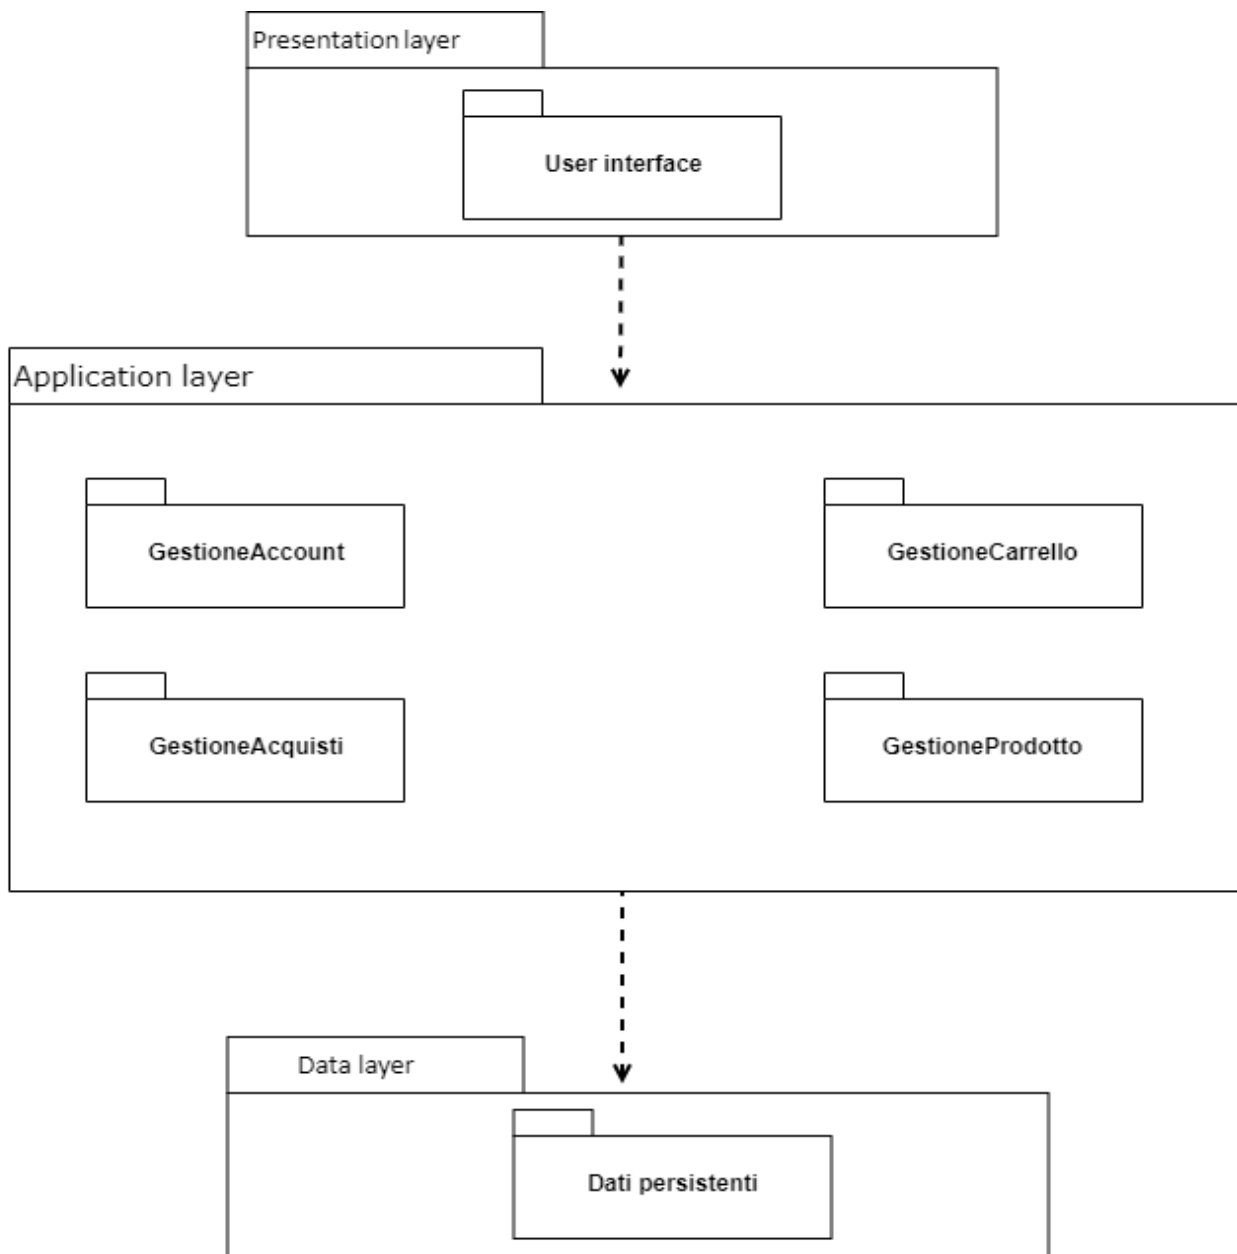 Presentation layer
User interface
Application layer
GestioneAccount
GestioneCarrello
GestioneAcquisti
GestioneProdotto
Data layer
Dati persistenti